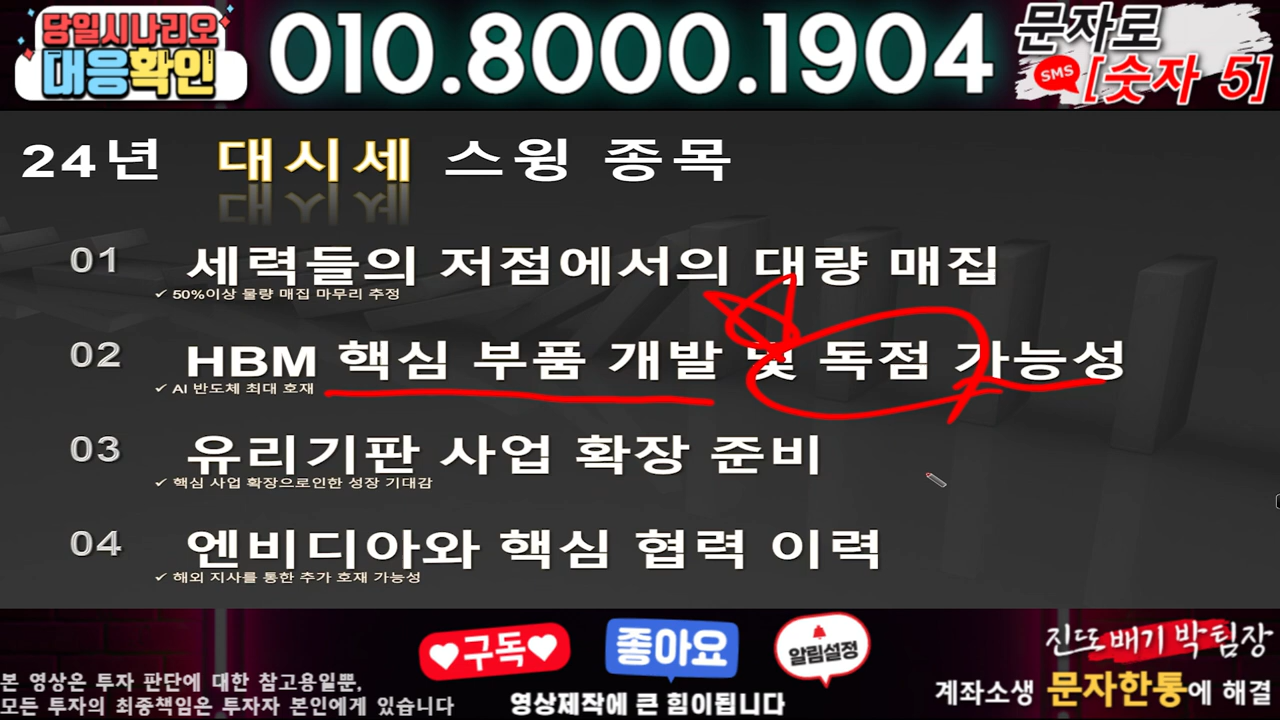 당일시나리오
대응확인
010.8000.1904
문자로
SMS [숫자 5]
24년 대시세 스윙 종목
01 세력들의 저점에서의 대량 매집
✓ 50%이상 물량 매집 마무리 추정
02 HBM 핵심 부품 개발 및 독점 가능성
✓ AI 반도체 최대 호재
03 유리기판 사업 확장 준비
✓ 핵심 사업 확장으로인한 성장 기대감
04 엔비디아와 핵심 협력 이력
✓ 해외 지사를 통한 추가 호재 가능성
구독
좋아요
알림설정
영상제작에 큰 힘이됩니다
본 영상은 투자 판단에 대한 참고용일뿐,
모든 투자의 최종책임은 투자자 본인에게 있습니다
진또배기 박팀장
계좌소생 문자한통에 해결